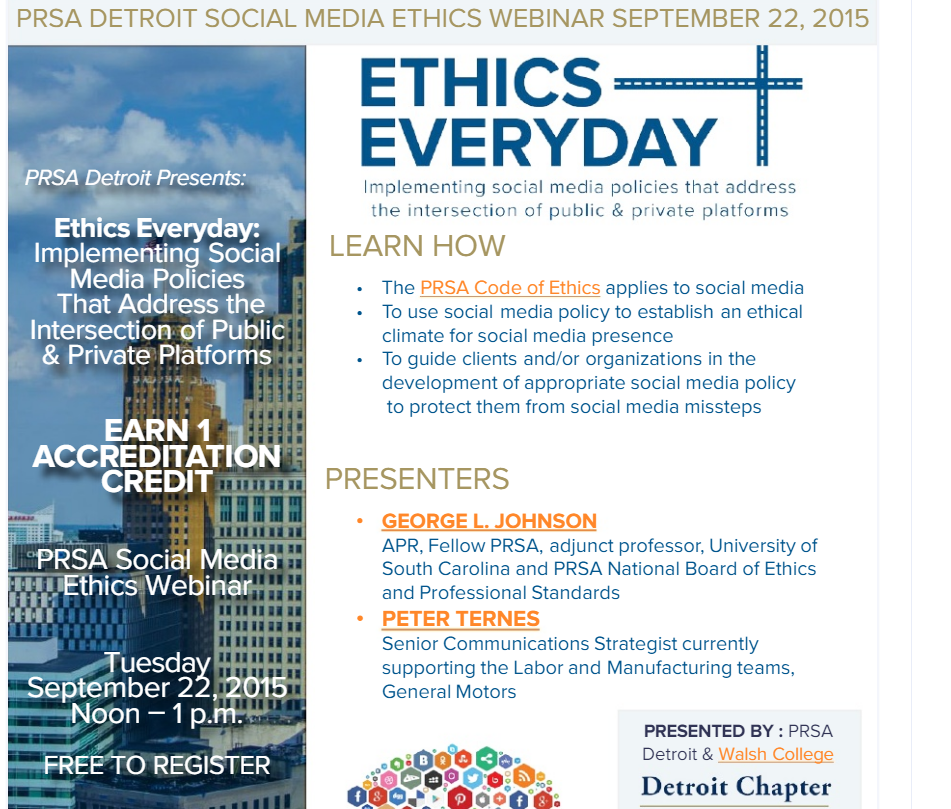 PRSA DETROIT SOCIAL MEDIA ETHICS WEBINAR SEPTEMBER 22, 2015
PRSA Detroit Presents:
Ethics Everyday:
Implementing Social
Media Policies
That Address the
Intersection of Public
& Private Platforms
EARN 1
ACCREDITATION
CREDIT
PRSA Social Media
Ethics Webinar
Tuesday
September 22, 2015
Noon – 1 p.m.
FREE TO REGISTER
ETHICS
EVERYDAY
Implementing social media policies that address
the intersection of public & private platforms
LEARN HOW
• The PRSA Code of Ethics applies to social media
• To use social media policy to establish an ethical
climate for social media presence
• To guide clients and/or organizations in the
development of appropriate social media policy
to protect them from social media missteps
PRESENTERS
• GEORGE L. JOHNSON
APR, Fellow PRSA, adjunct professor, University of
South Carolina and PRSA National Board of Ethics
and Professional Standards
• PETER TERNES
Senior Communications Strategist currently
supporting the Labor and Manufacturing teams,
General Motors
PRESENTED BY : PRSA
Detroit & Walsh College
Detroit Chapter